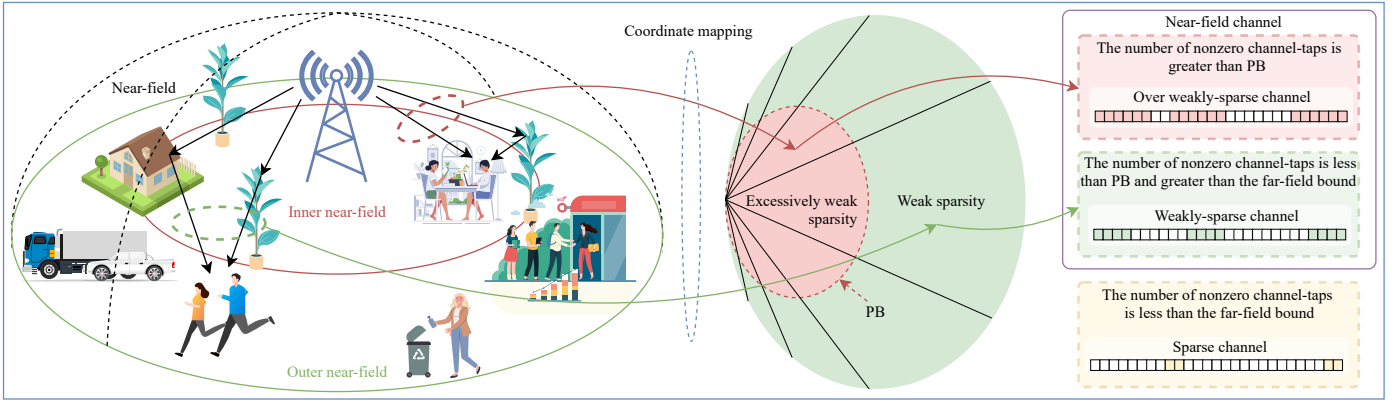 Near-field
Inner near-field
Outer near-field
Coordinate mapping
Excessively weak
sparsity
Weak sparsity
PB
Near-field channel
The number of nonzero channel-taps is
greater than PB
Over weakly-sparse channel
The number of nonzero channel-taps is less
than PB and greater than the far-field bound
Weakly-sparse channel
The number of nonzero channel-taps
is less than the far-field bound
Sparse channel